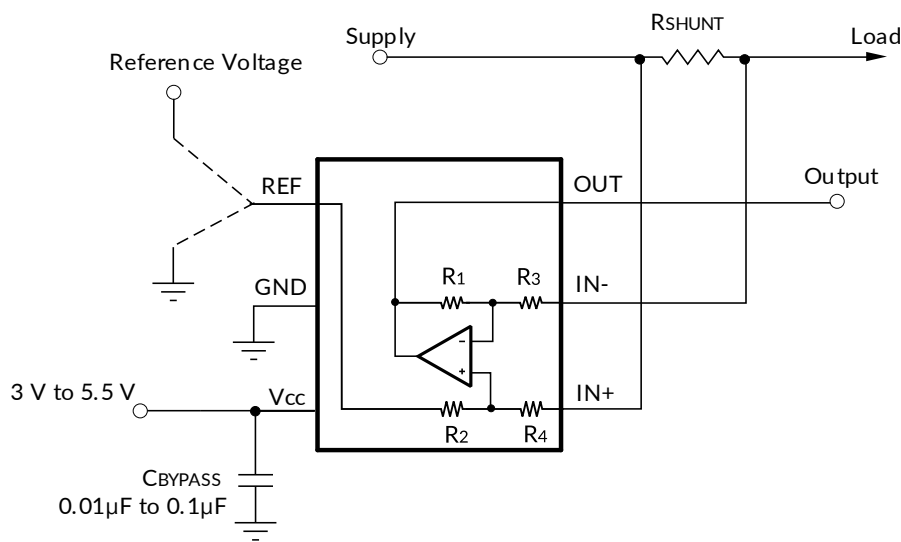 RSHUNT
Supply
Load
Reference Voltage
REF
OUT
Output
R1
R3
IN-
GND
-
+
3 V to 5.5 V
VCC
IN+
R2
R4
CBYPASS
0.01µF to 0.1µF